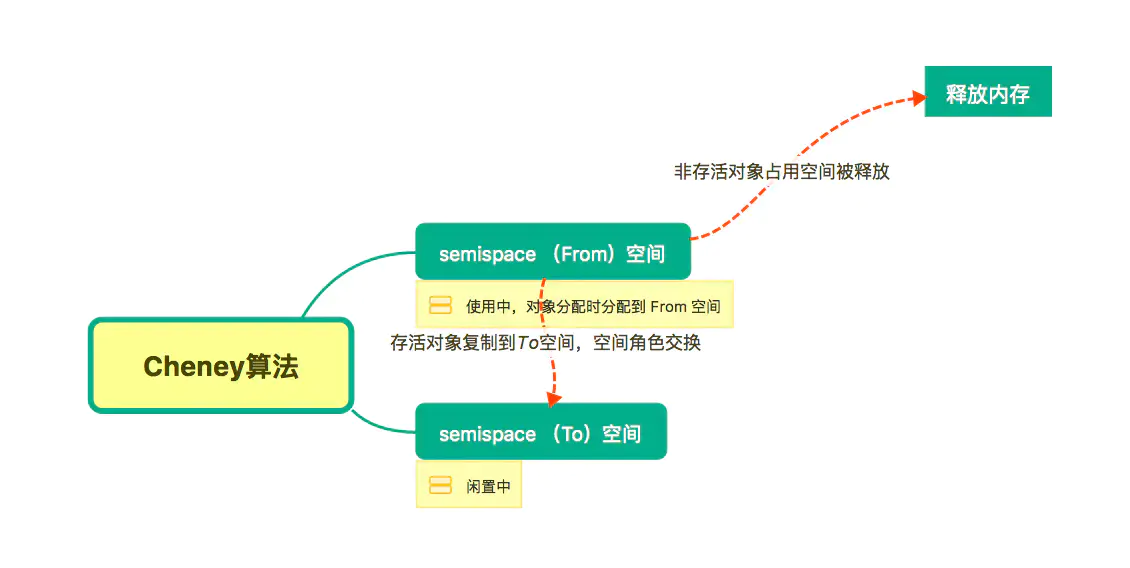 释放内存
非存活对象占用空间被释放
semispace （From）空间
使用中，对象分配时分配到 From 空间
存活对象复制到To空间，空间角色交换
Cheney算法
semispace （To）空间
闲置中